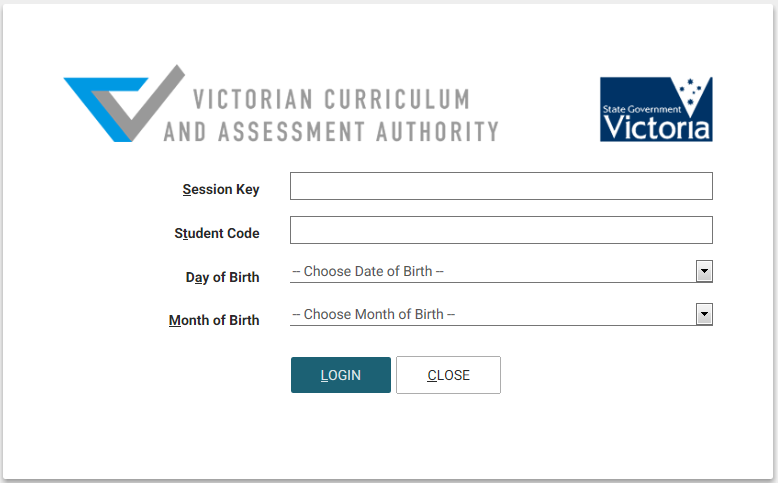 VICTORIAN CURRICULUM
AND ASSESSMENT AUTHORITY
State Government
Victoria
Session Key
Student Code
Day of Birth
-- Choose Date of Birth --
Month of Birth
-- Choose Month of Birth --
LOGIN
CLOSE